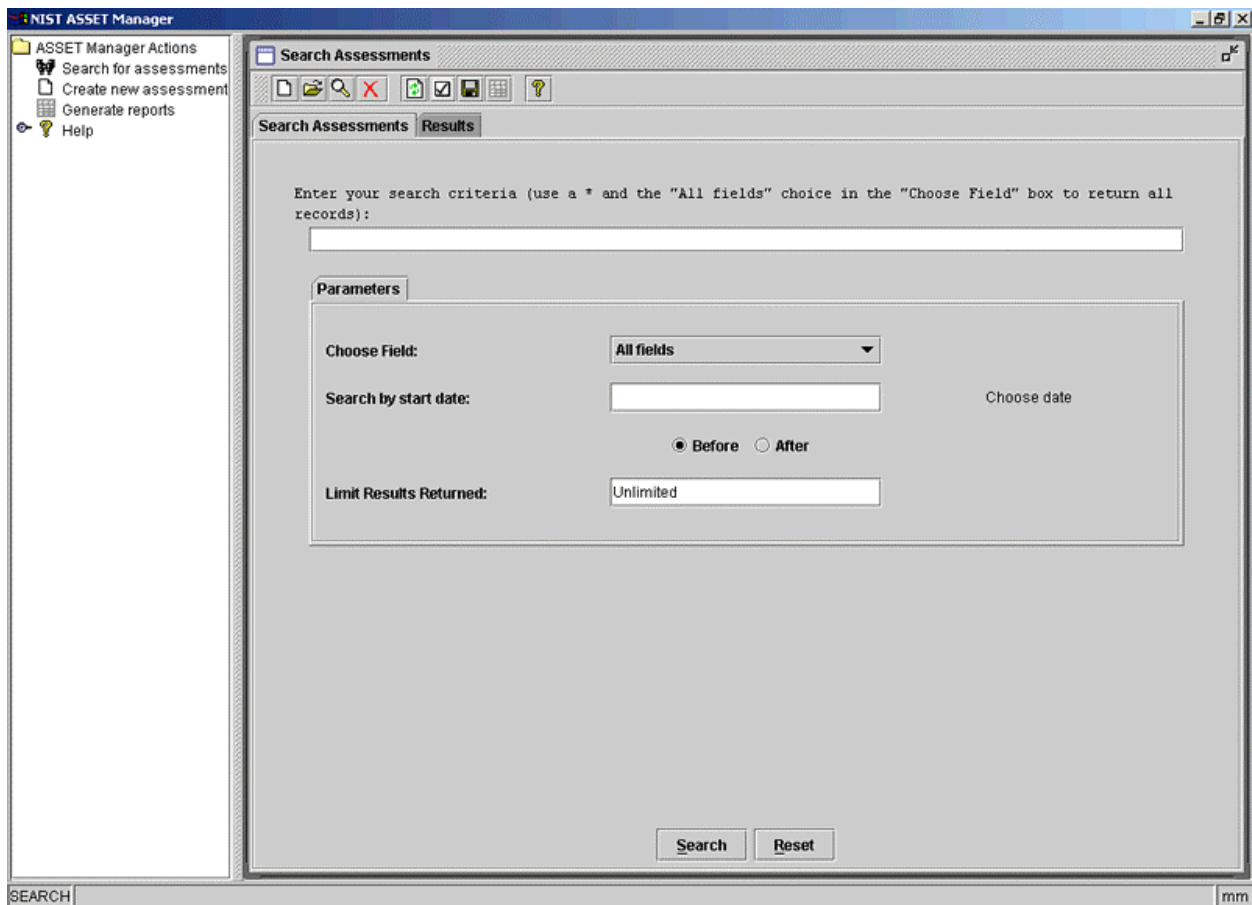 NIST ASSET Manager
ASSET Manager Actions
Search for assessments
Create new assessment
Generate reports
Help
Search Assessments
Search Assessments Results
Enter your search criteria (use a * and the "All fields" choice in the "Choose Field" box to return all
records):
Parameters
Choose Field: All fields
Search by start date: Choose date
Before After
Limit Results Returned: Unlimited
Search Reset
SEARCH mm